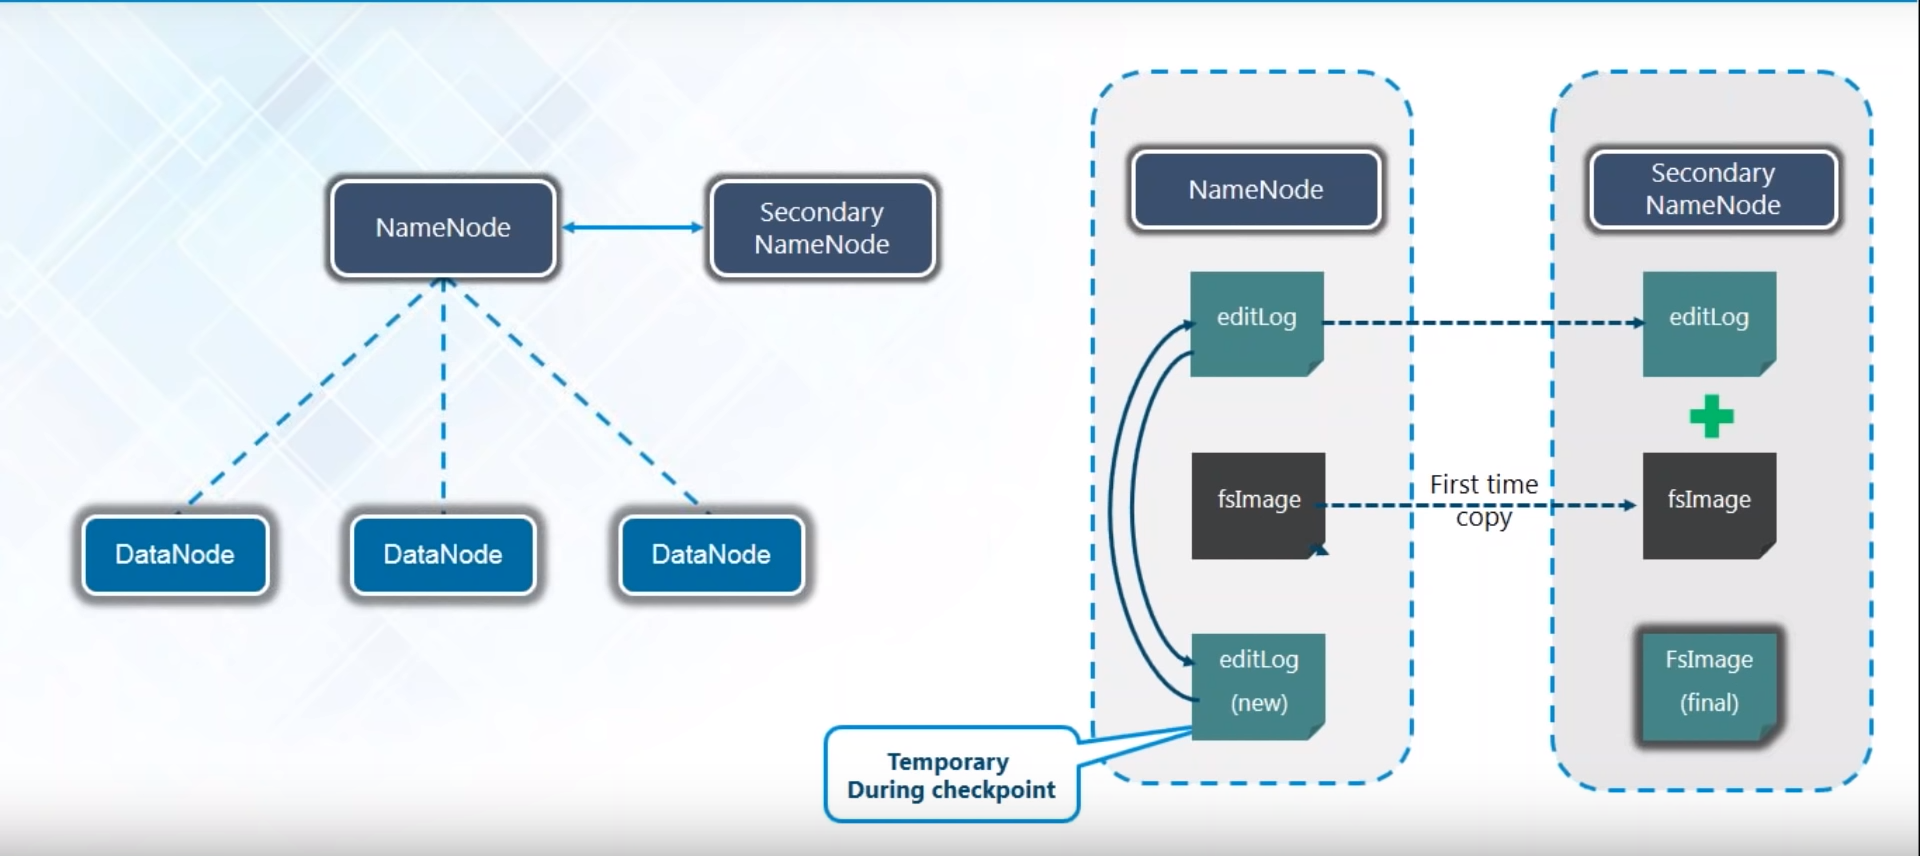 NameNode
Secondary
NameNode
DataNode
DataNode
DataNode
NameNode
editLog
fsImage
editLog
(new)
Temporary
During checkpoint
First time
copy
Secondary
NameNode
editLog
fsImage
FsImage
(final)